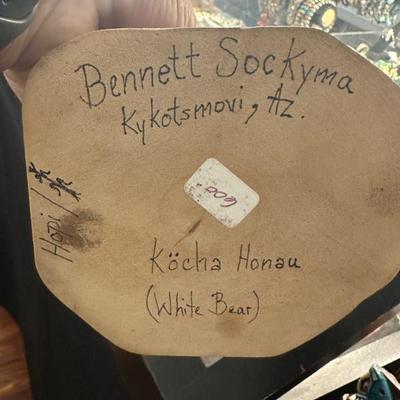 Bennett Sockyma
Kykotsmovi, Az.
600.
Hopi/
Köcha Honau
(White Bear)